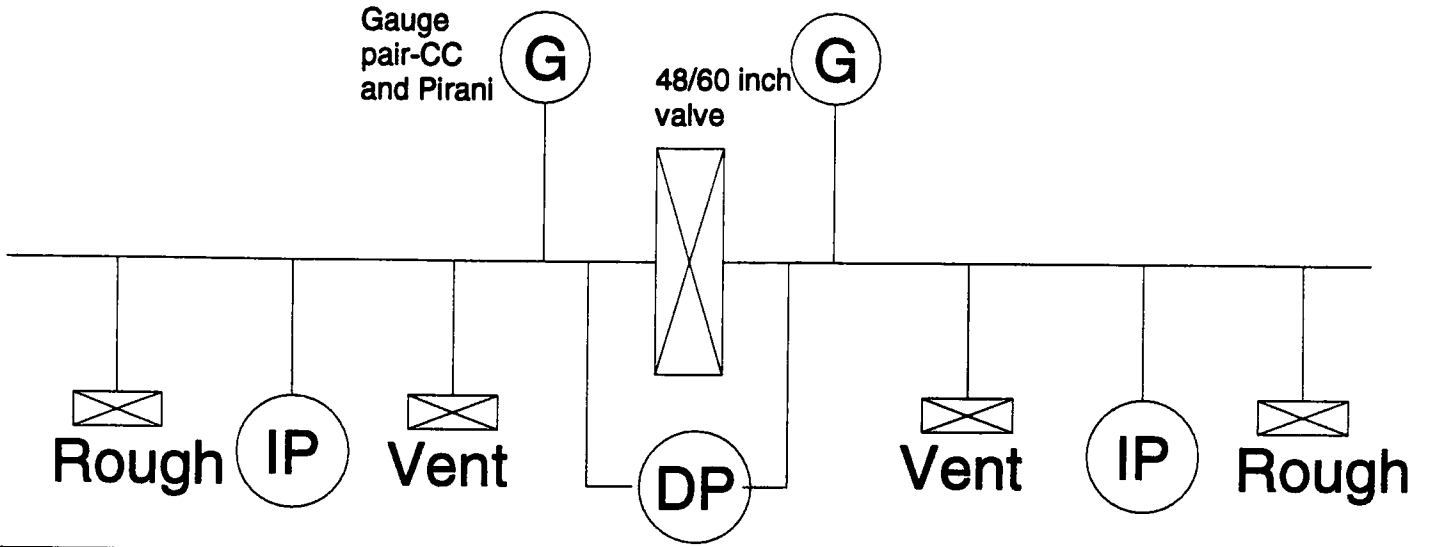 Gauge
pair-CC
and Pirani
G
48/60 inch
valve
G
Rough
IP
Vent
DP
Vent
IP
Rough